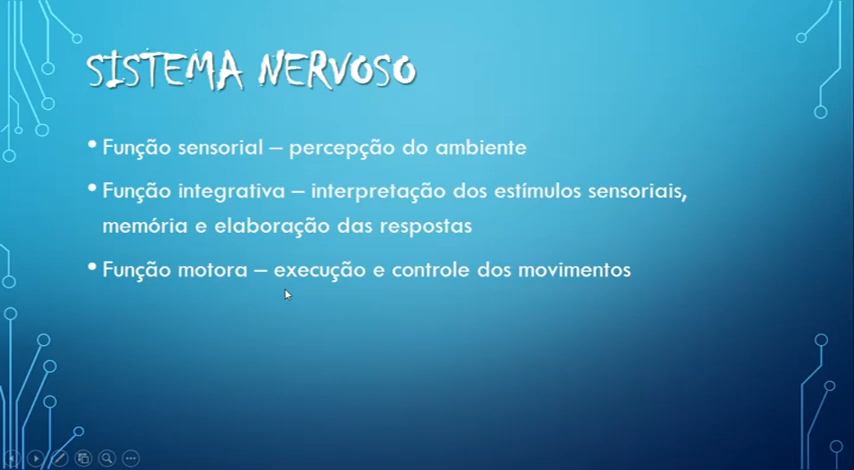 SISTEMA NERVOSO
• Função sensorial – percepção do ambiente
• Função integrativa – interpretação dos estímulos sensoriais,
memória e elaboração das respostas
• Função motora – execução e controle dos movimentos